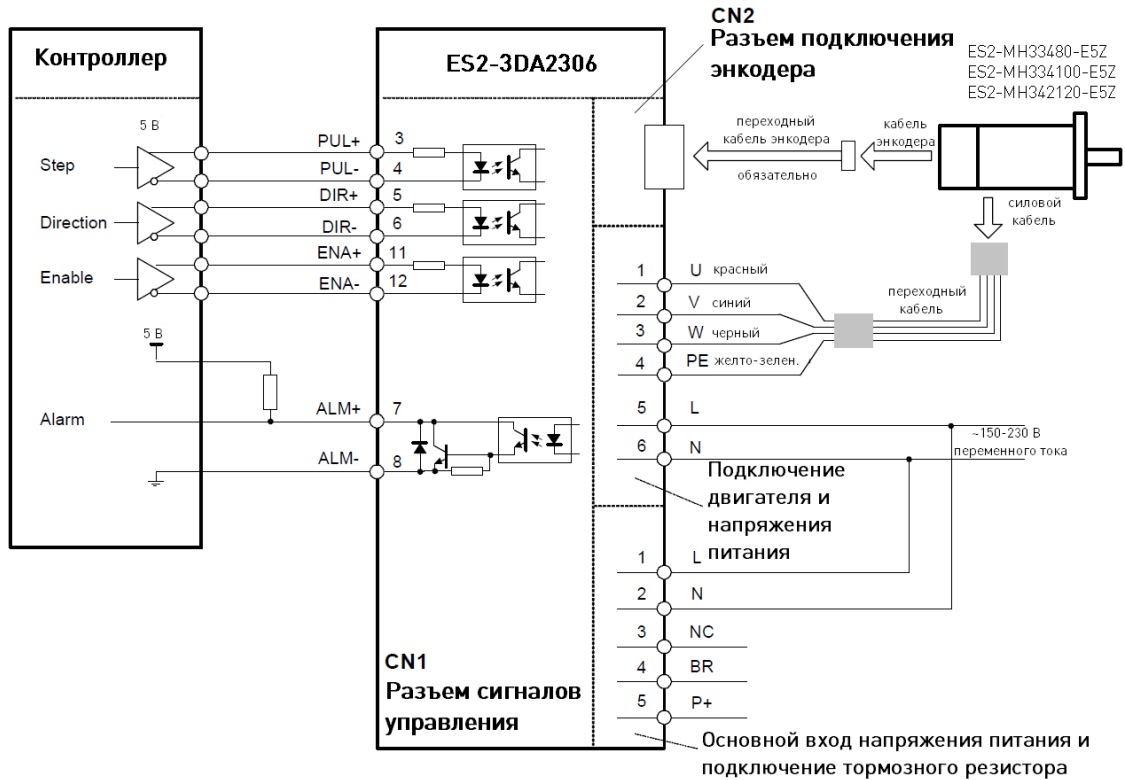 Контроллер
5 В
Step
Direction
Enable
5 В
Alarm
PUL+
PUL-
DIR+
DIR-
ENA+
ENA-
ALM+
ALM-
ES2-3DA2306
3
4
5
6
11
12
7
8
CN1
Разъем сигналов
управления
CN2
Разъем подключения
энкодера
ES2-MH33480-E5Z
ES2-MH334100-E5Z
ES2-MH342120-E5Z
переходный
кабель энкодера
обязательно
кабель
энкодера
силовой
кабель
переходный
кабель
1 U красный
2 V синий
3 W черный
4 PE желто-зелен.
5 L
6 N
~150-230 В
переменного тока
Подключение
двигателя и
напряжения
питания
1 L
2 N
3 NC
4 BR
5 P+
Основной вход напряжения питания и
подключение тормозного резистора